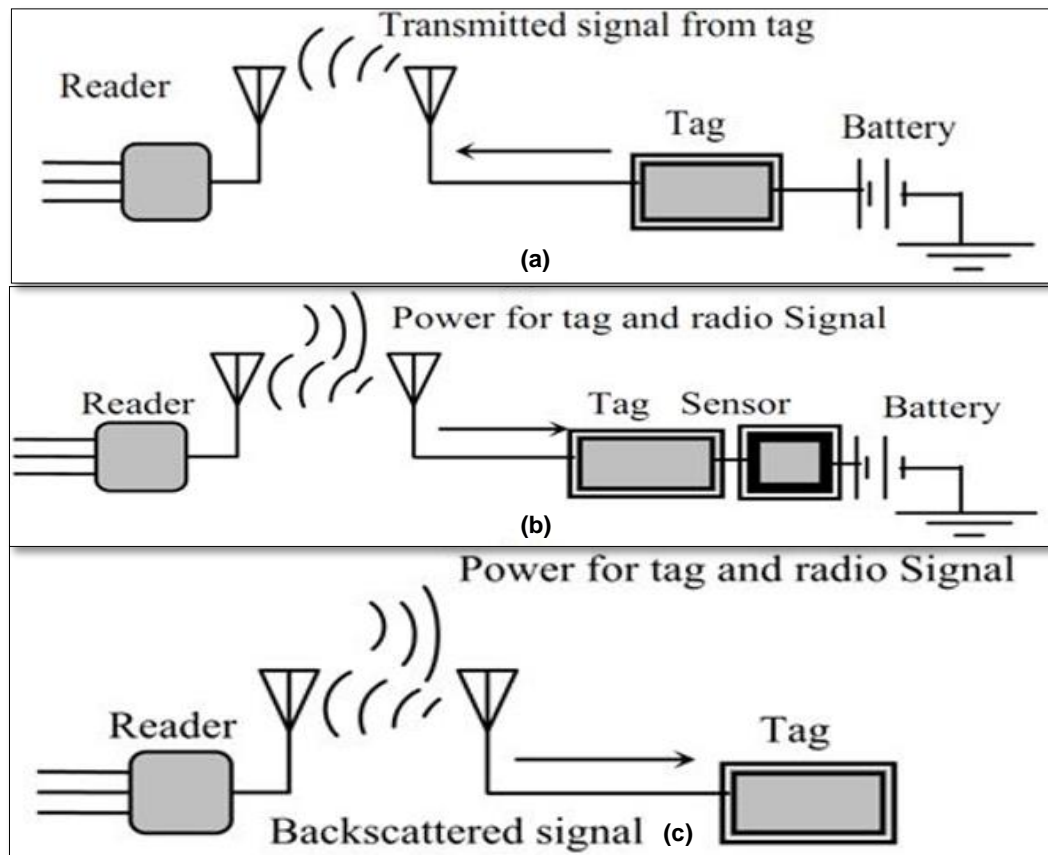 Transmitted signal from tag
Reader
Tag
Battery
(a)
Power for tag and radio Signal
Reader
Tag Sensor Battery
(b)
Power for tag and radio Signal
Reader
Tag
Backscattered signal (c)